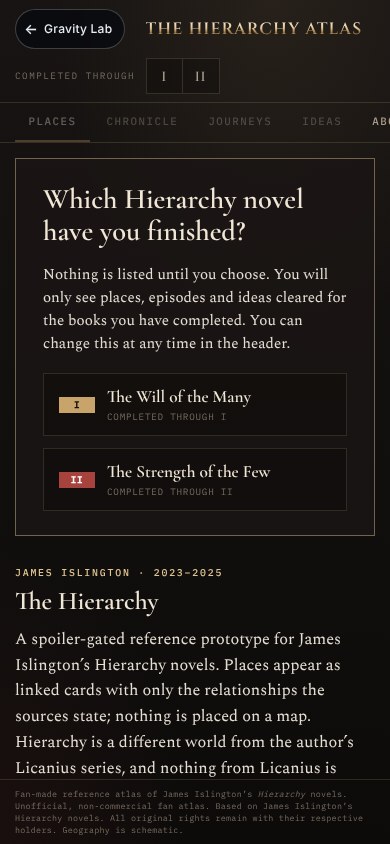 ← Gravity Lab
THE HIERARCHY ATLAS
COMPLETED THROUGH
I
II
PLACES
CHRONICLE
JOURNEYS
IDEAS
ABO
Which Hierarchy novel
have you finished?
Nothing is listed until you choose. You will
only see places, episodes and ideas cleared for
the books you have completed. You can
change this at any time in the header.
I
The Will of the Many
COMPLETED THROUGH I
II
The Strength of the Few
COMPLETED THROUGH II
JAMES ISLINGTON · 2023–2025
The Hierarchy
A spoiler-gated reference prototype for James
Islington’s Hierarchy novels. Places appear as
linked cards with only the relationships the
sources state; nothing is placed on a map.
Hierarchy is a different world from the author’s
Licanius series, and nothing from Licanius is
Fan-made reference atlas of James Islington’s Hierarchy novels.
Unofficial, non-commercial fan atlas. Based on James Islington’s
Hierarchy novels. All original rights remain with their respective
holders. Geography is schematic.